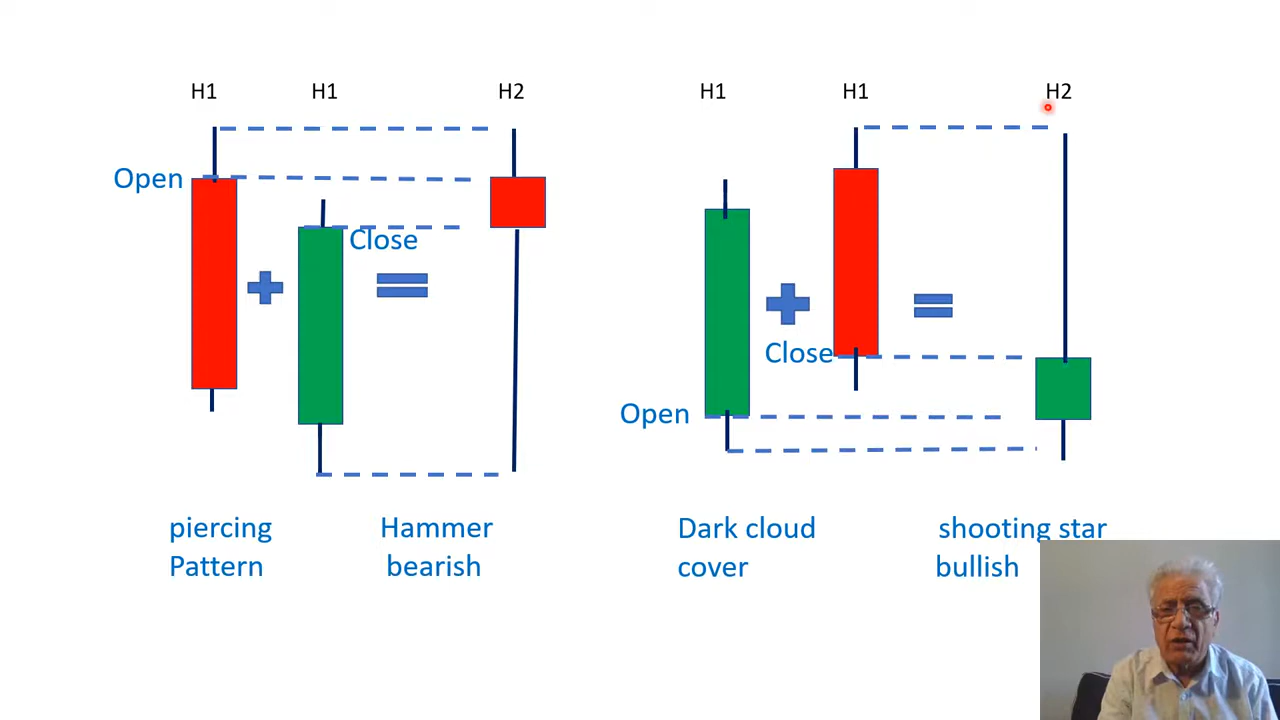 H1 H1 H2 H1 H1 H2
Open
Close
Close
Open
piercing
Pattern
Hammer
bearish
Dark cloud
cover
shooting star
bullish